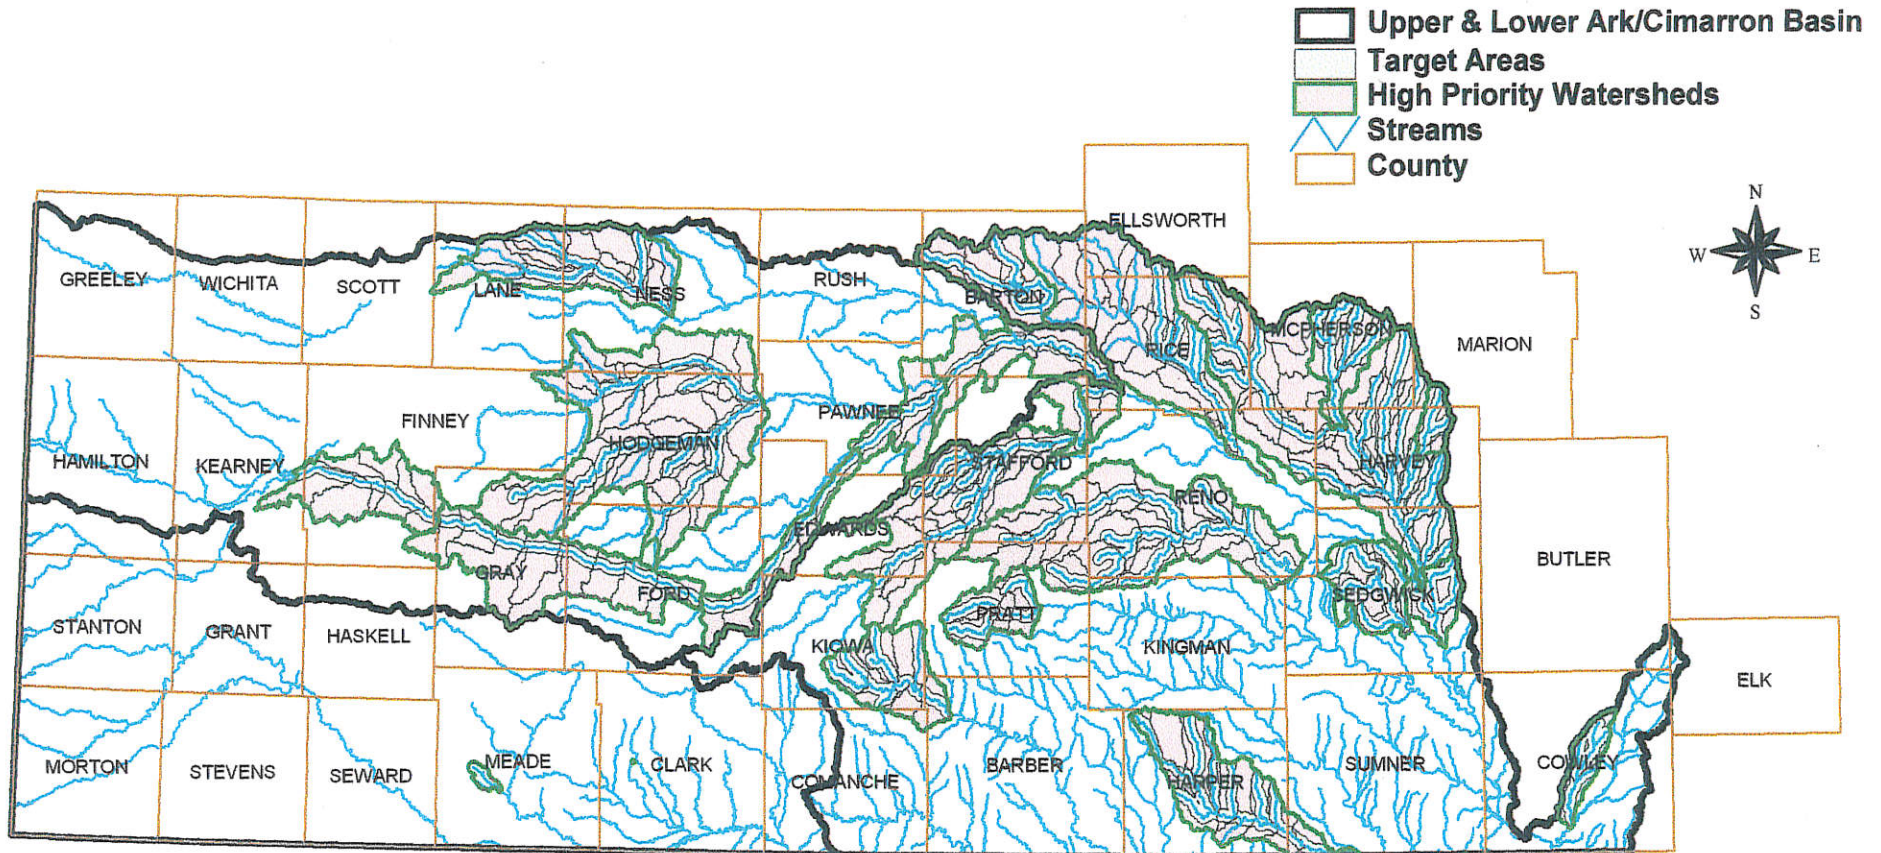 Upper & Lower Ark/Cimarron Basin
Target Areas
High Priority Watersheds
Streams
County
N
W E
S
ELLSWORTH
GREELEY WICHITA SCOTT LANE NESS RUSH BARTON
RICE MCPHERSON MARION
FINNEY PAWNEE
HAMILTON KEARNEY HODGEMAN STAFFORD HARVEY
RENO
EDWARDS
GRAY FORD BUTLER
STANTON GRANT HASKELL PRATT SEDGWICK
KIOWA KINGMAN
ELK
MORTON STEVENS SEWARD MEADE CLARK COMANCHE BARBER HARPER SUMNER COWLEY